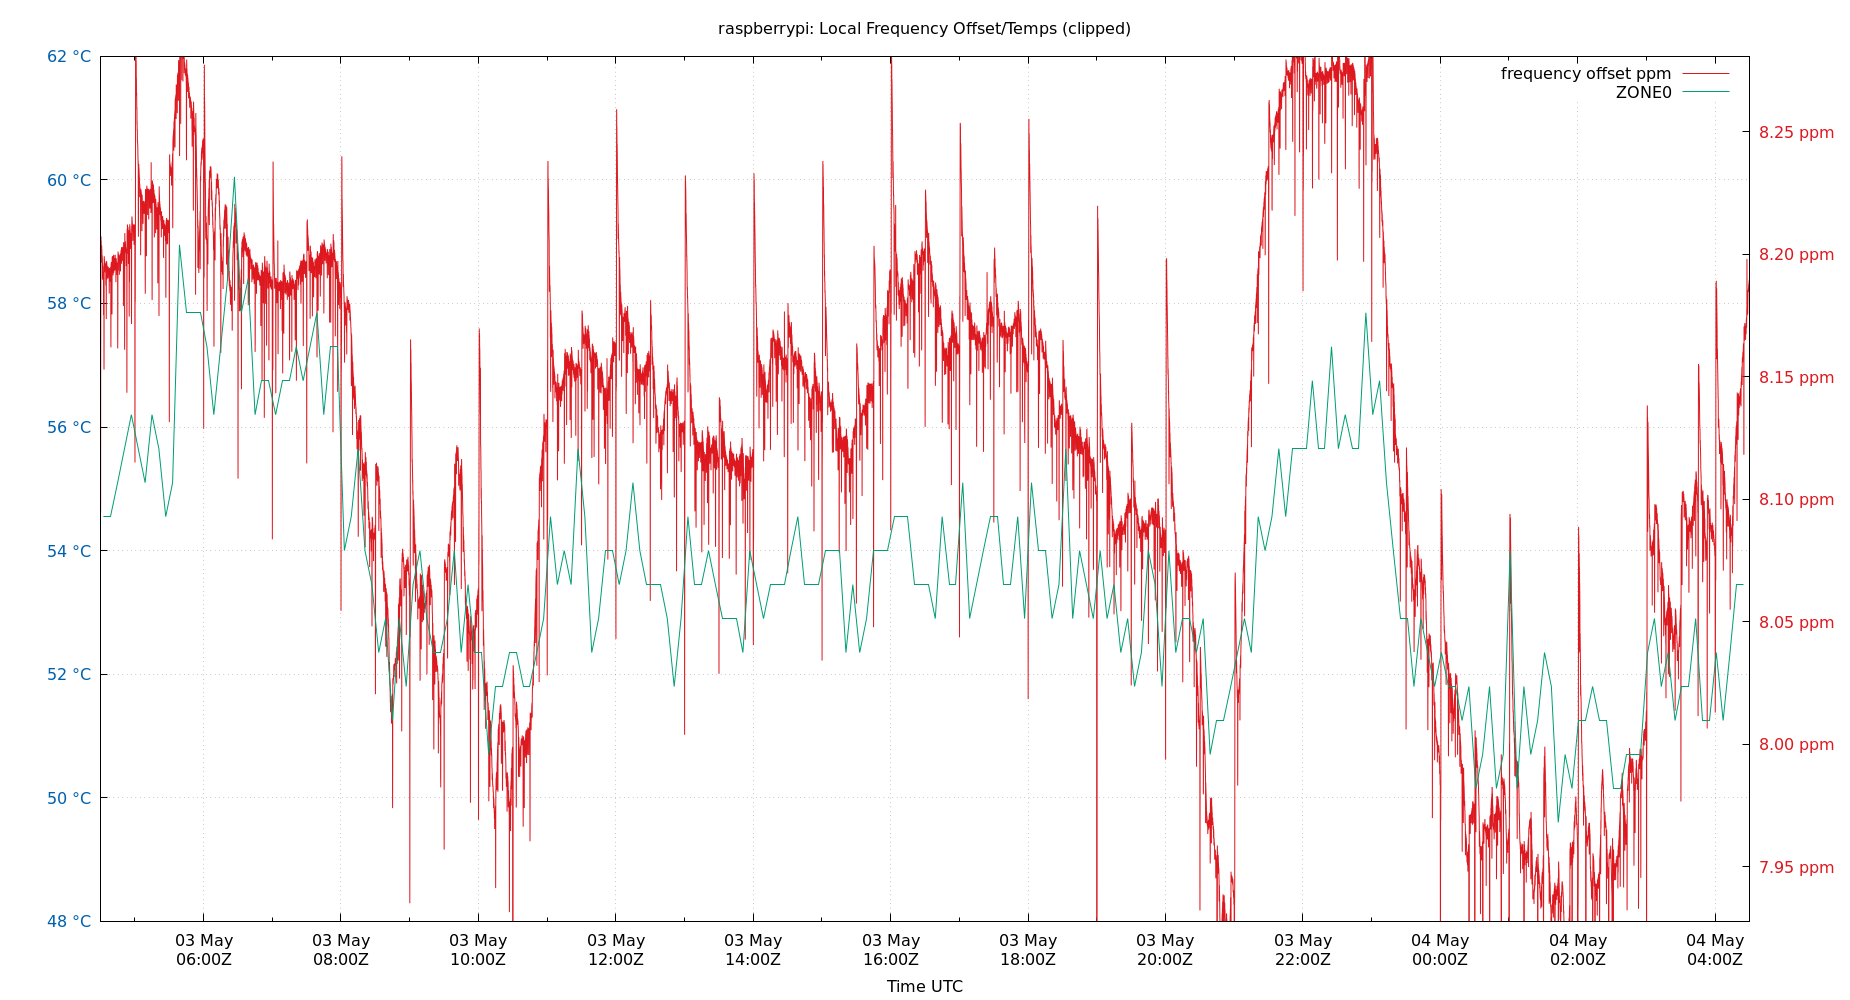 raspberrypi: Local Frequency Offset/Temps (clipped)
frequency offset ppm
ZONE0
62 °C
60 °C
58 °C
56 °C
54 °C
52 °C
50 °C
48 °C
8.25 ppm
8.20 ppm
8.15 ppm
8.10 ppm
8.05 ppm
8.00 ppm
7.95 ppm
03 May
06:00Z
03 May
08:00Z
03 May
10:00Z
03 May
12:00Z
03 May
14:00Z
03 May
16:00Z
03 May
18:00Z
03 May
20:00Z
03 May
22:00Z
04 May
00:00Z
04 May
02:00Z
04 May
04:00Z
Time UTC